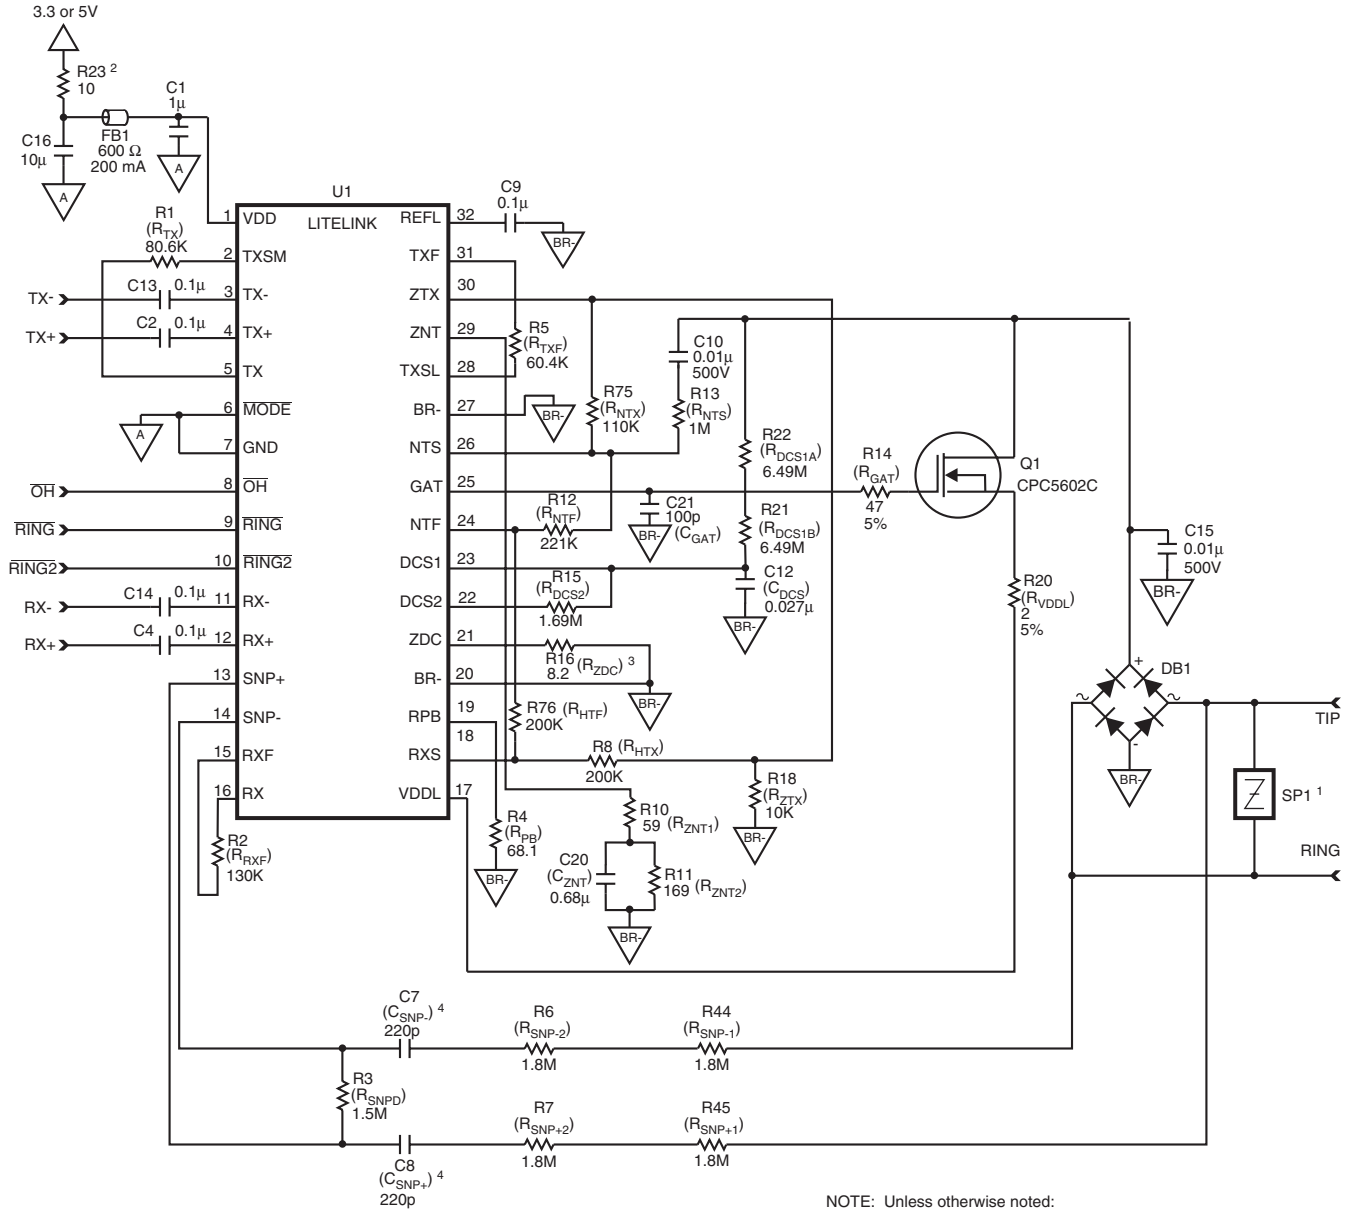 3.3 or 5V
R23 2
10
C16
10µ
A
FB1
600 Ω
200 mA
C1
1µ
A
U1
LITELINK
R1
(RTX)
80.6K
TX-
C13
0.1µ
TX+
C2
0.1µ
A
OH
RING
RING2
RX-
C14
0.1µ
RX+
C4
0.1µ
1 VDD
2 TXSM
3 TX-
4 TX+
5 TX
6 MODE
7 GND
8 OH
9 RING
10 RING2
11 RX-
12 RX+
13 SNP+
14 SNP-
15 RXF
16 RX
R2
(RRXF)
130K
REFL 32
TXF 31
ZTX 30
ZNT 29
TXSL 28
BR- 27
NTS 26
GAT 25
NTF 24
DCS1 23
DCS2 22
ZDC 21
BR- 20
RPB 19
RXS 18
VDDL 17
C9
0.1µ
BR-
R5
(RTXF)
60.4K
BR-
R75
(RNTX)
110K
C10
0.01µ
500V
R13
(RNTS)
1M
R22
(RDCS1A)
6.49M
R21
(RDCS1B)
6.49M
R14
(RGAT)
47
5%
Q1
CPC5602C
C21
100p
(CGAT)
BR-
R12
(RNTF)
221K
R15
(RDCS2)
1.69M
C12
(CDCS)
0.027µ
BR-
R16 (RZDC) 3
8.2
BR-
R76 (RHTF)
200K
R8 (RHTX)
200K
R18
(RZTX)
10K
BR-
R4
(RPB)
68.1
BR-
R10
59 (RZNT1)
C20
(CZNT)
0.68µ
R11
169 (RZNT2)
BR-
R20
(RVDDL)
2
5%
C15
0.01µ
500V
BR-
DB1
+
~
~
-
BR-
TIP
SP1 1
RING
C7
(CSNP-) 4
220p
R6
(RSNP-2)
1.8M
R44
(RSNP-1)
1.8M
R3
(RSNPD)
1.5M
C8
(CSNP+) 4
220p
R7
(RSNP+2)
1.8M
R45
(RSNP+1)
1.8M
NOTE: Unless otherwise noted: